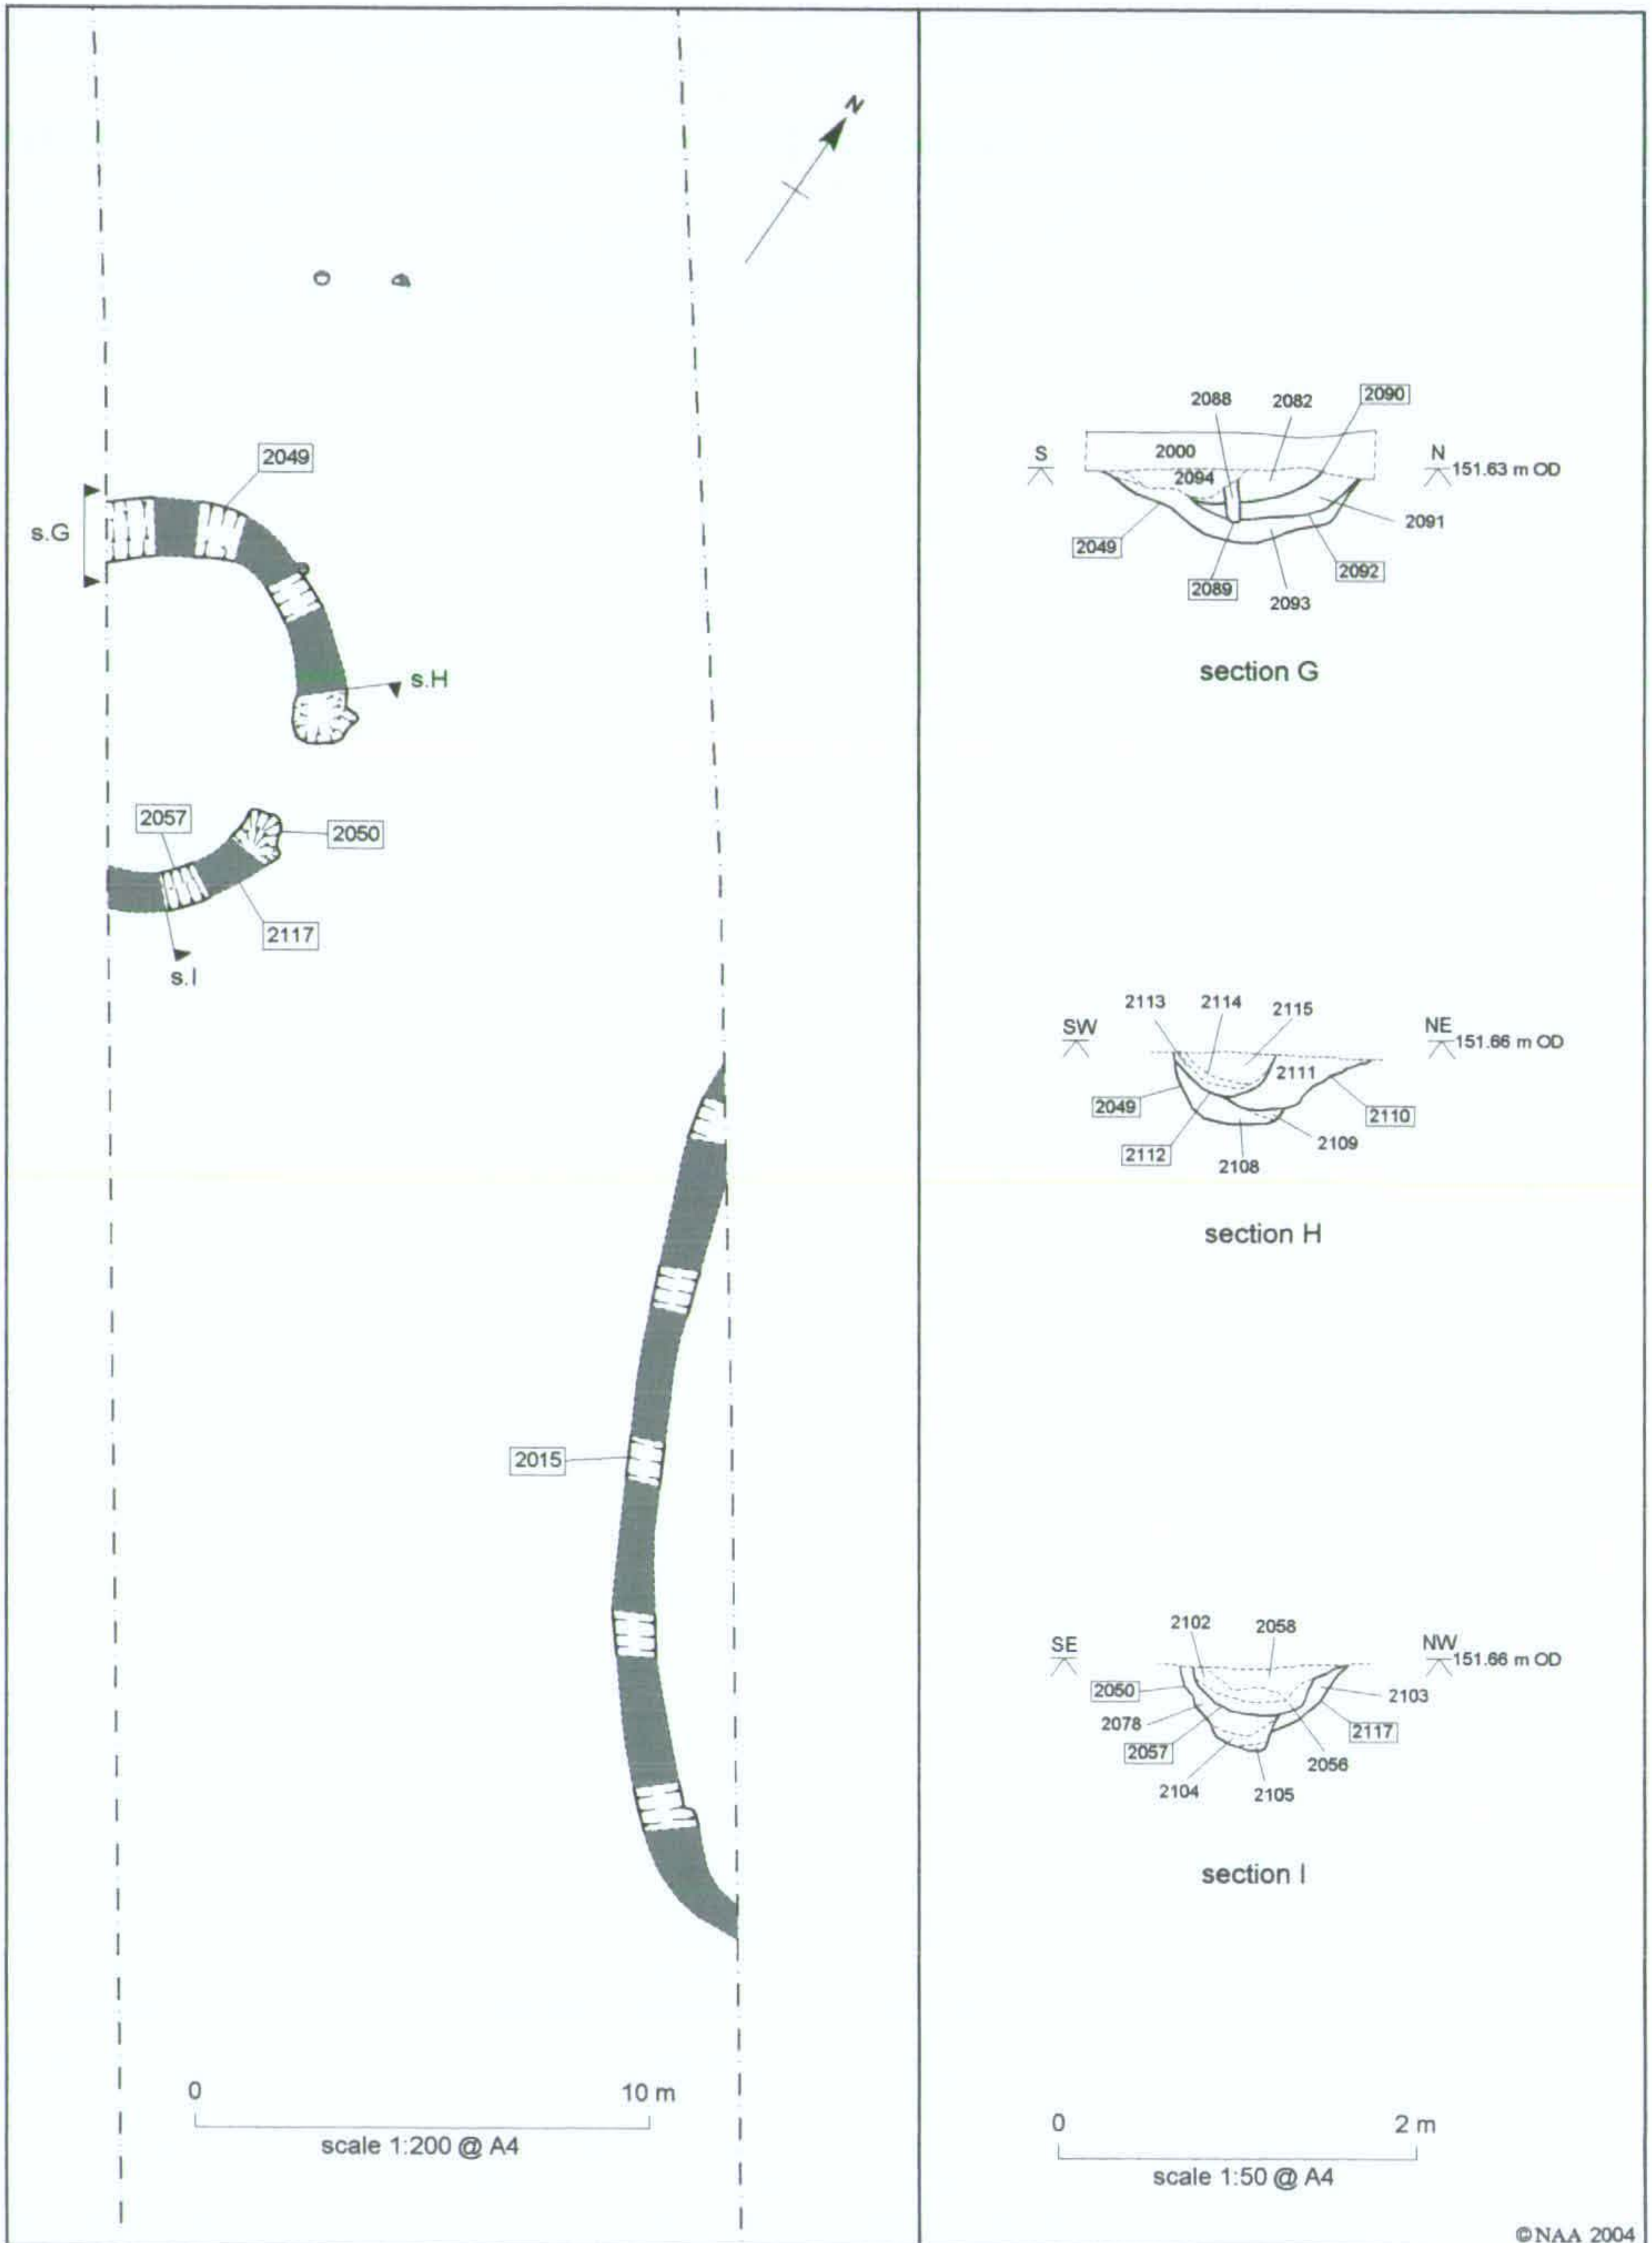 N
2049
s.G
s.H
2057
2050
2117
s.I
2015
0 10 m
scale 1:200 @ A4
2088 2082 2090
S 2000 N 151.63 m OD
2094
2091
2049 2092
2089 2093
section G
2113 2114 2115
SW NE 151.66 m OD
2111
2049 2110
2112 2109
2108
section H
2102 2058
SE NW 151.66 m OD
2050 2103
2078 2117
2057 2056
2104 2105
section I
0 2 m
scale 1:50 @ A4
©NAA 2004